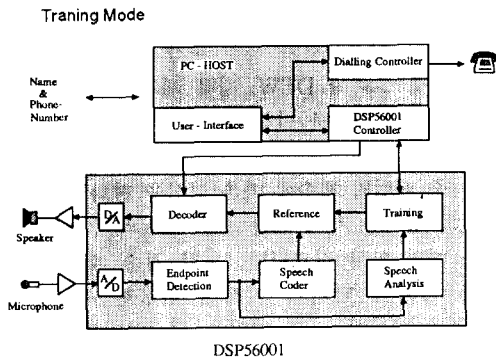 Traning Mode
PC - HOST
Dialling Controller
Name
&
Phone-
Number
User - Interface
DSP56001
Controller
D/A
Decoder
Reference
Training
Speaker
A/D
Endpoint
Detection
Speech
Coder
Speech
Analysis
Microphone
DSP56001